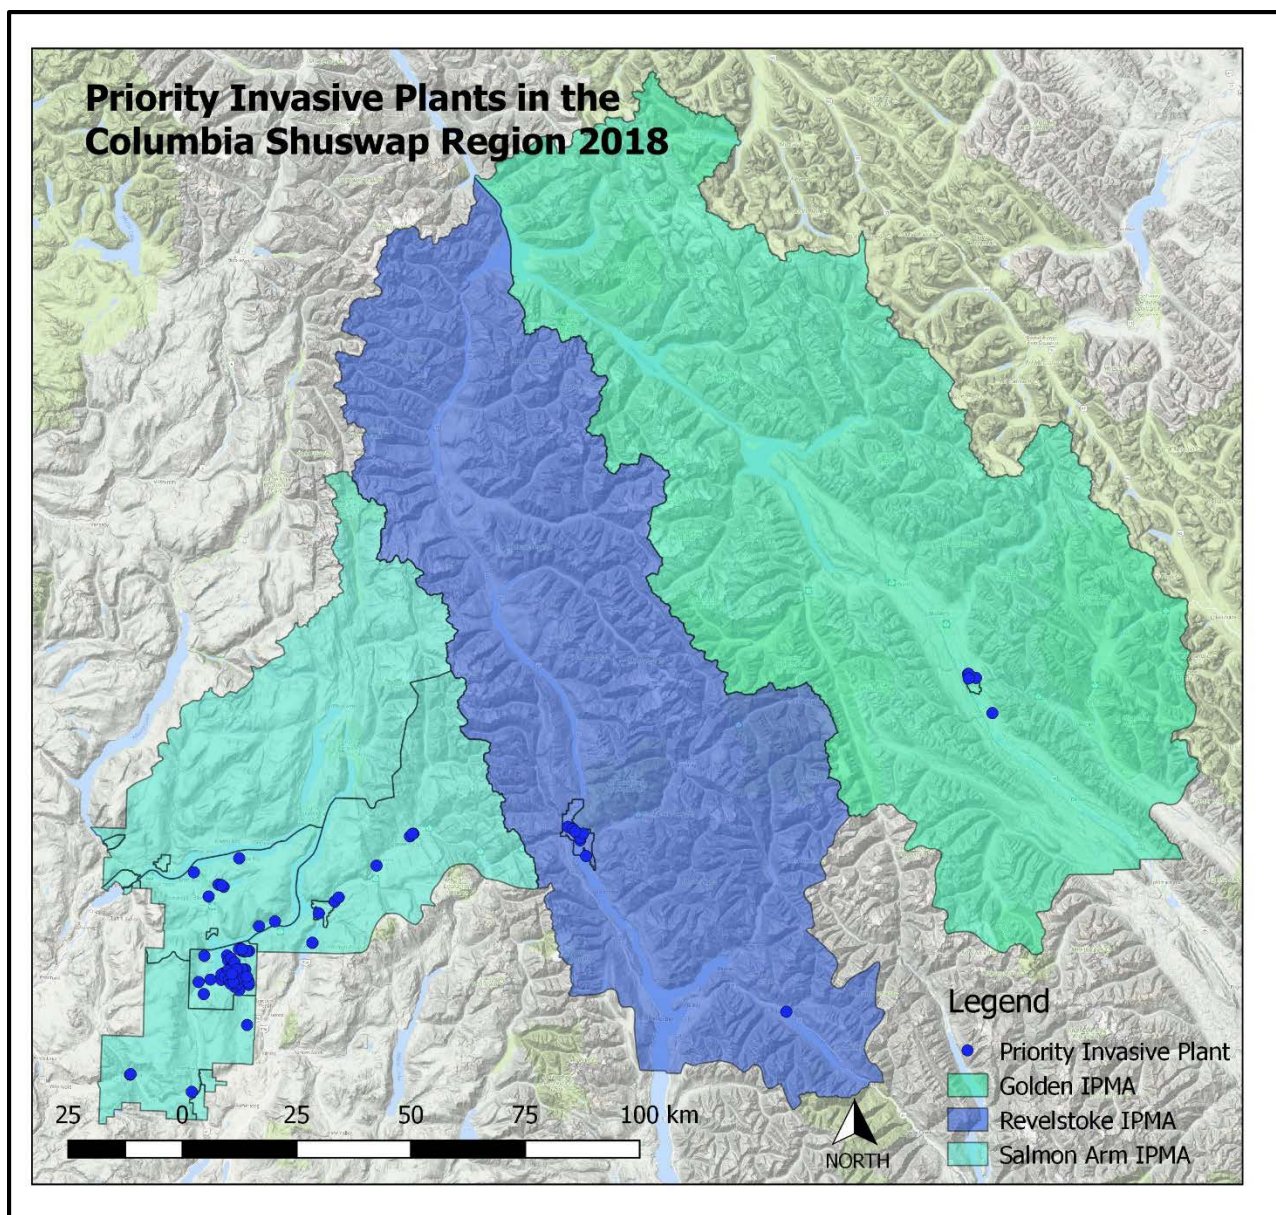 Priority Invasive Plants in the
Columbia Shuswap Region 2018
Legend
Priority Invasive Plant
Golden IPMA
Revelstoke IPMA
Salmon Arm IPMA
25 0 25 50 75 100 km
NORTH